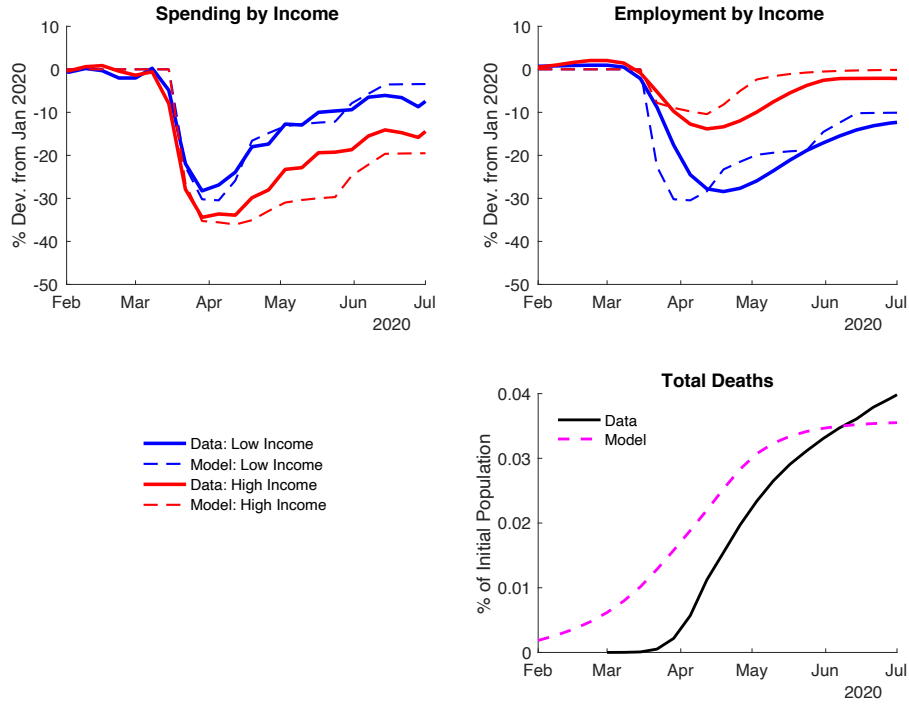 Spending by Income
% Dev. from Jan 2020
10
0
-10
-20
-30
-40
-50
Feb Mar Apr May Jun Jul
2020
Employment by Income
% Dev. from Jan 2020
10
0
-10
-20
-30
-40
-50
Feb Mar Apr May Jun Jul
2020
Data: Low Income
Model: Low Income
Data: High Income
Model: High Income
Total Deaths
% of Initial Population
0.04
0.03
0.02
0.01
0
Data
Model
Feb Mar Apr May Jun Jul
2020